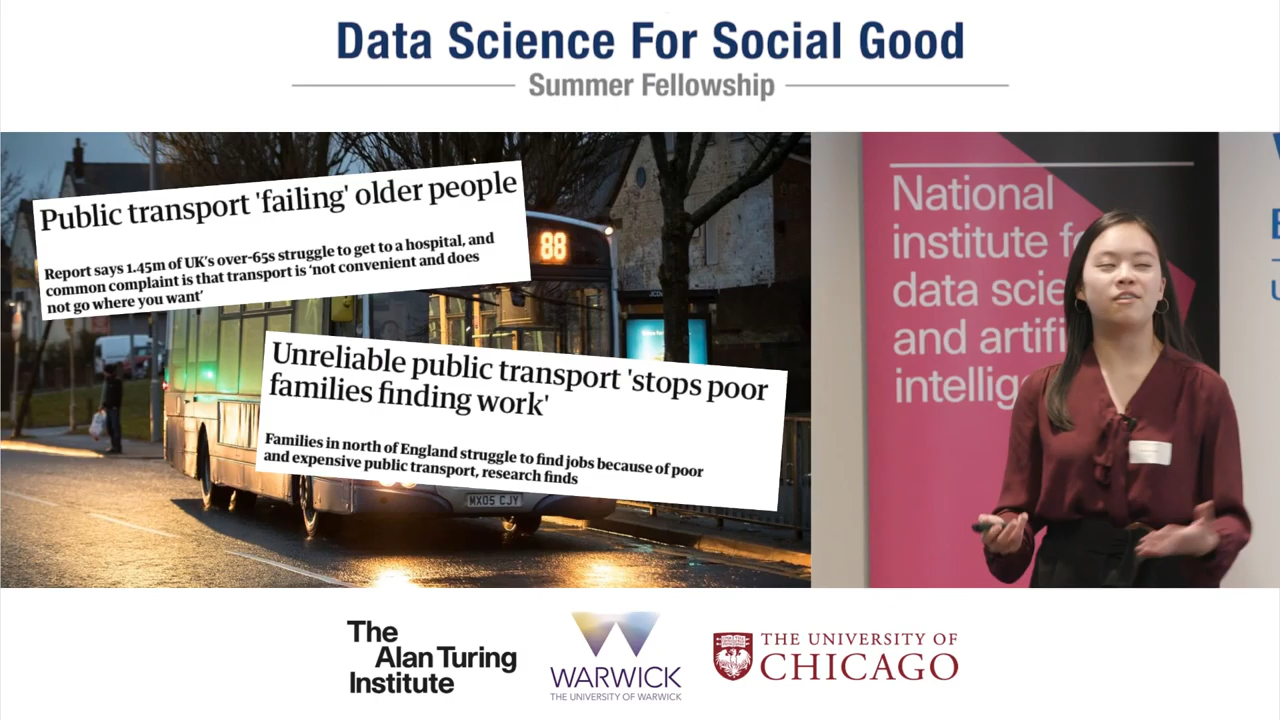 Data Science For Social Good
Summer Fellowship
Public transport 'failing' older people
Report says 1.45m of UK's over-65s struggle to get to a hospital, and
common complaint is that transport is 'not convenient and does
not go where you want'
88
Unreliable public transport 'stops poor
families finding work'
Families in north of England struggle to find jobs because of poor
and expensive public transport, research finds
MX05 CJY
National
institute
data
and
The
Alan Turing
Institute
WARWICK
THE UNIVERSITY OF WARWICK
THE UNIVERSITY OF
CHICAGO